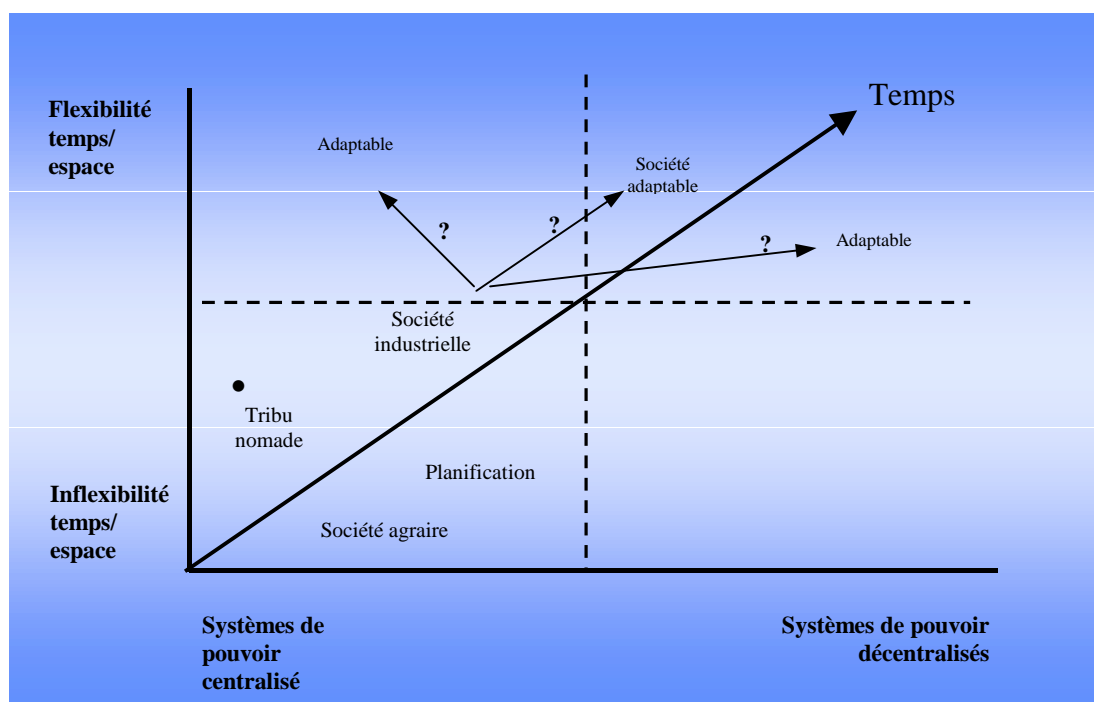 Temps
Flexibilité
temps/
espace
Adaptable
Société
adaptable
?
?
?
Adaptable
Société
industrielle
Tribu
nomade
Planification
Inflexibilité
temps/
espace
Société agraire
Systèmes de
pouvoir
centralisé
Systèmes de pouvoir
décentralisés